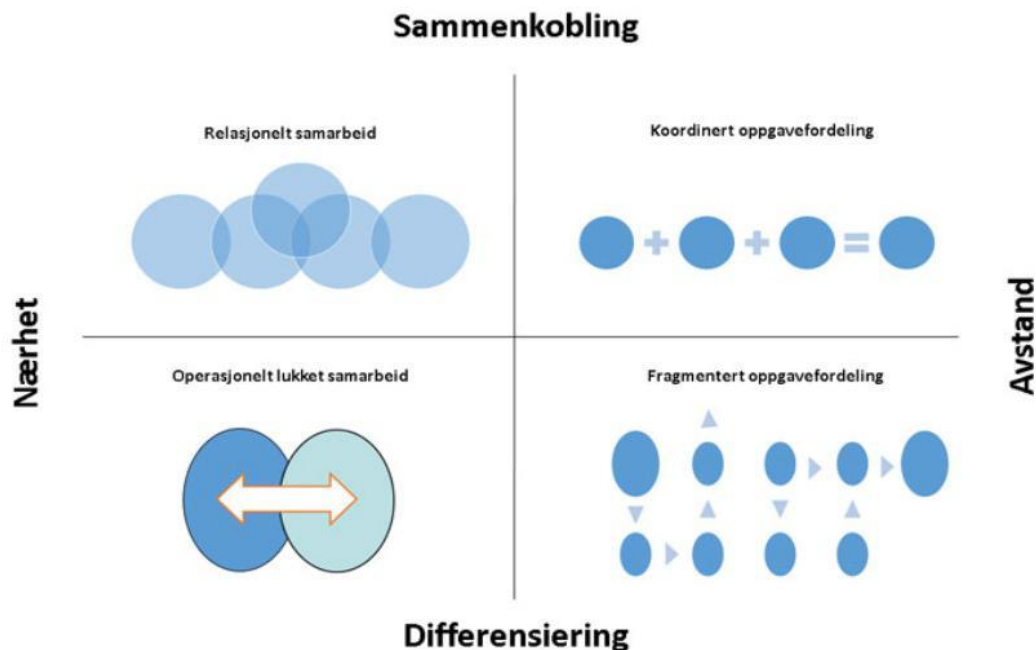 Sammenkobling
Relasjonelt samarbeid
Koordinert oppgavefordeling
Nærhet
Avstand
Operasjonelt lukket samarbeid
Fragmentert oppgavefordeling
Differensiering